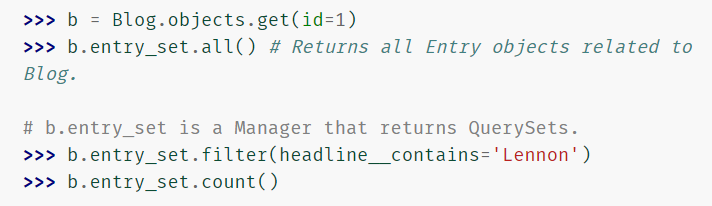 >>> b = Blog.objects.get(id=1)
>>> b.entry_set.all() # Returns all Entry objects related to
Blog.
# b.entry_set is a Manager that returns QuerySets.
>>> b.entry_set.filter(headline__contains='Lennon')
>>> b.entry_set.count()